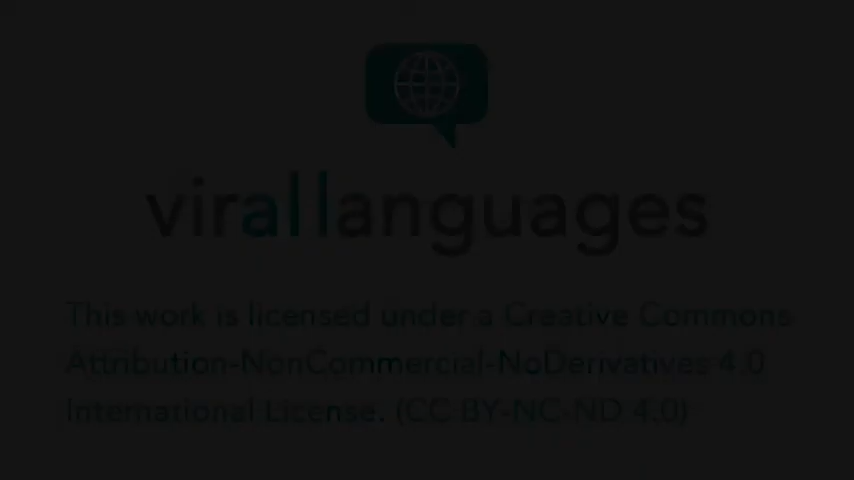 virallanguages
This work is licensed under a Creative Commons
Attribution-NonCommercial-NoDerivatives 4.0
International License. (CC BY-NC-ND 4.0)